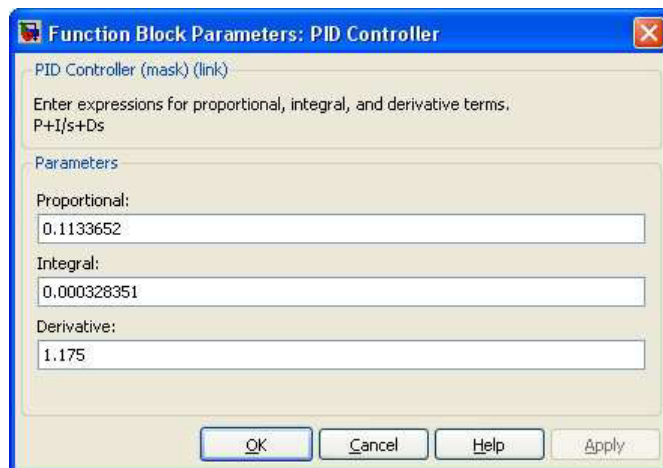 Function Block Parameters: PID Controller
PID Controller (mask) (link)
Enter expressions for proportional, integral, and derivative terms.
P+I/s+Ds
Parameters
Proportional:
0.1133652
Integral:
0.000328351
Derivative:
1.175
OK Cancel Help Apply